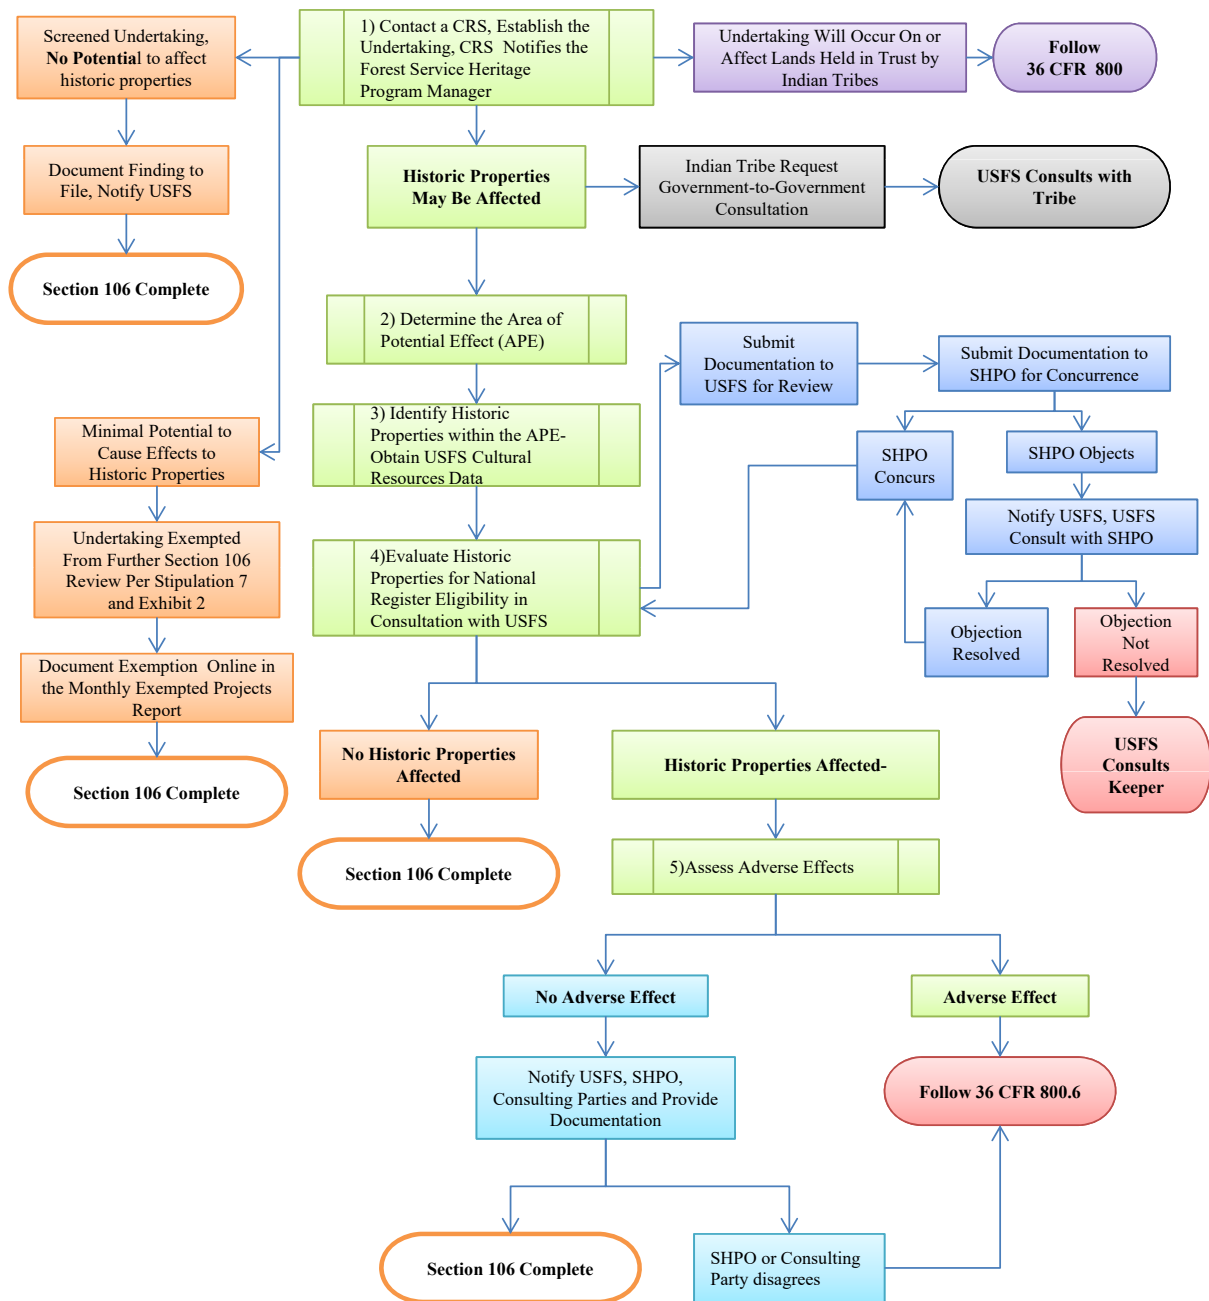 Screened Undertaking,
No Potential to affect
historic properties
1) Contact a CRS, Establish the
Undertaking, CRS Notifies the
Forest Service Heritage
Program Manager
Undertaking Will Occur On or
Affect Lands Held in Trust by
Indian Tribes
Follow
36 CFR 800
Document Finding to
File, Notify USFS
Historic Properties
May Be Affected
Indian Tribe Request
Government-to-Government
Consultation
USFS Consults with
Tribe
Section 106 Complete
2) Determine the Area of
Potential Effect (APE)
Submit
Documentation to
USFS for Review
Submit Documentation to
SHPO for Concurrence
Minimal Potential to
Cause Effects to
Historic Properties
3) Identify Historic
Properties within the APE-
Obtain USFS Cultural
Resources Data
SHPO
Concurs
SHPO Objects
Undertaking Exempted
From Further Section 106
Review Per Stipulation 7
and Exhibit 2
4)Evaluate Historic
Properties for National
Register Eligibility in
Consultation with USFS
Notify USFS, USFS
Consult with SHPO
Objection
Resolved
Objection
Not
Resolved
Document Exemption Online in
the Monthly Exempted Projects
Report
No Historic Properties
Affected
Historic Properties Affected-
USFS
Consults
Keeper
Section 106 Complete
Section 106 Complete
5)Assess Adverse Effects
No Adverse Effect
Adverse Effect
Notify USFS, SHPO,
Consulting Parties and Provide
Documentation
Follow 36 CFR 800.6
Section 106 Complete
SHPO or Consulting
Party disagrees